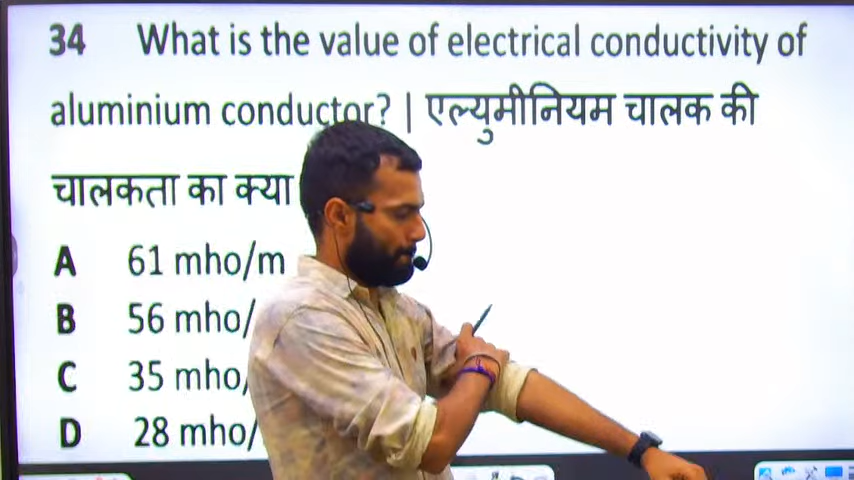 34 What is the value of electrical conductivity of
aluminium conductor? | एल्युमीनियम चालक की
चालकता का क्या
A 61 mho/m
B 56 mho/
C 35 mho/
D 28 mho/